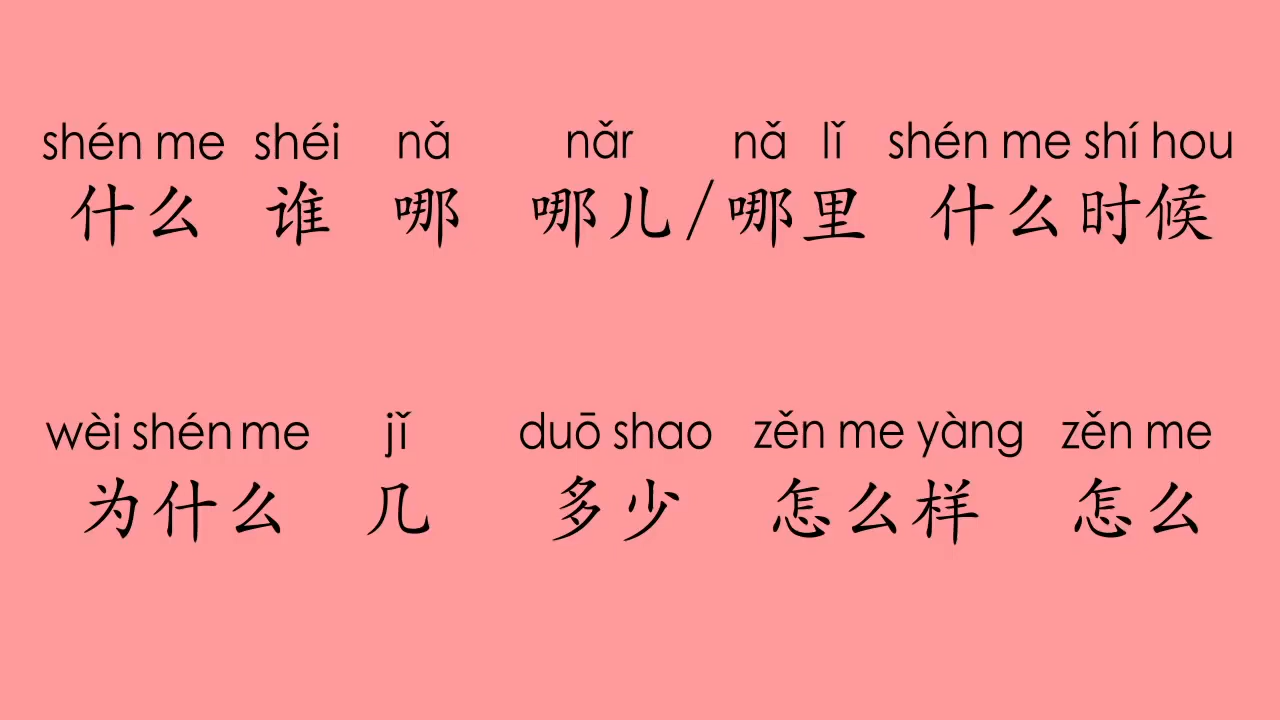 shén me shéi nǎ nǎr nǎ lǐ shén me shí hou
什么 谁 哪 哪儿/哪里 什么时候
wèi shén me jǐ duō shao zěn me yàng zěn me
为什么 几 多少 怎么样 怎么